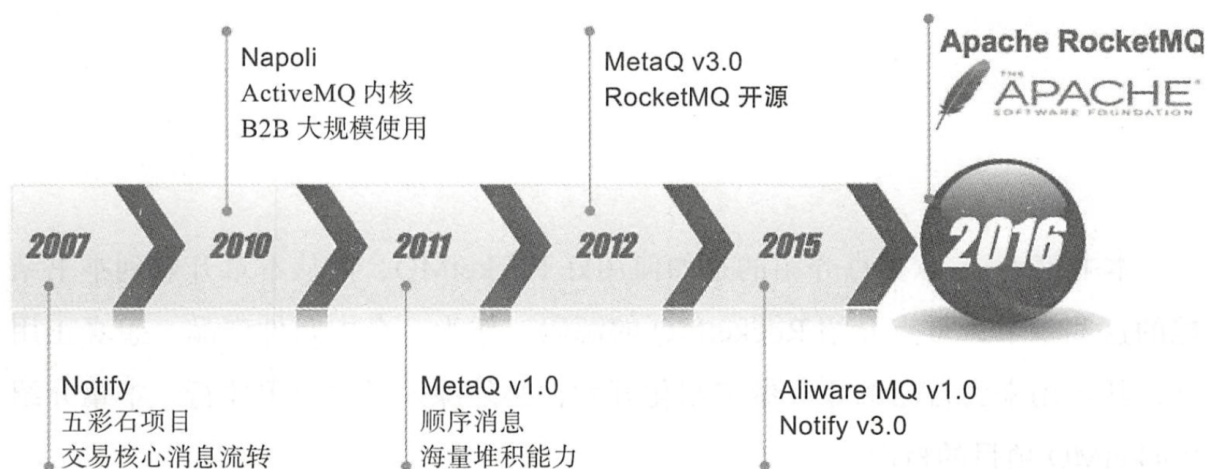 Napoli
ActiveMQ 内核
B2B 大规模使用
MetaQ v3.0
RocketMQ 开源
Apache RocketMQ
THE
APACHE
SOFTWARE FOUNDATION
2007
2010
2011
2012
2015
2016
Notify
五彩石项目
交易核心消息流转
MetaQ v1.0
顺序消息
海量堆积能力
Aliware MQ v1.0
Notify v3.0